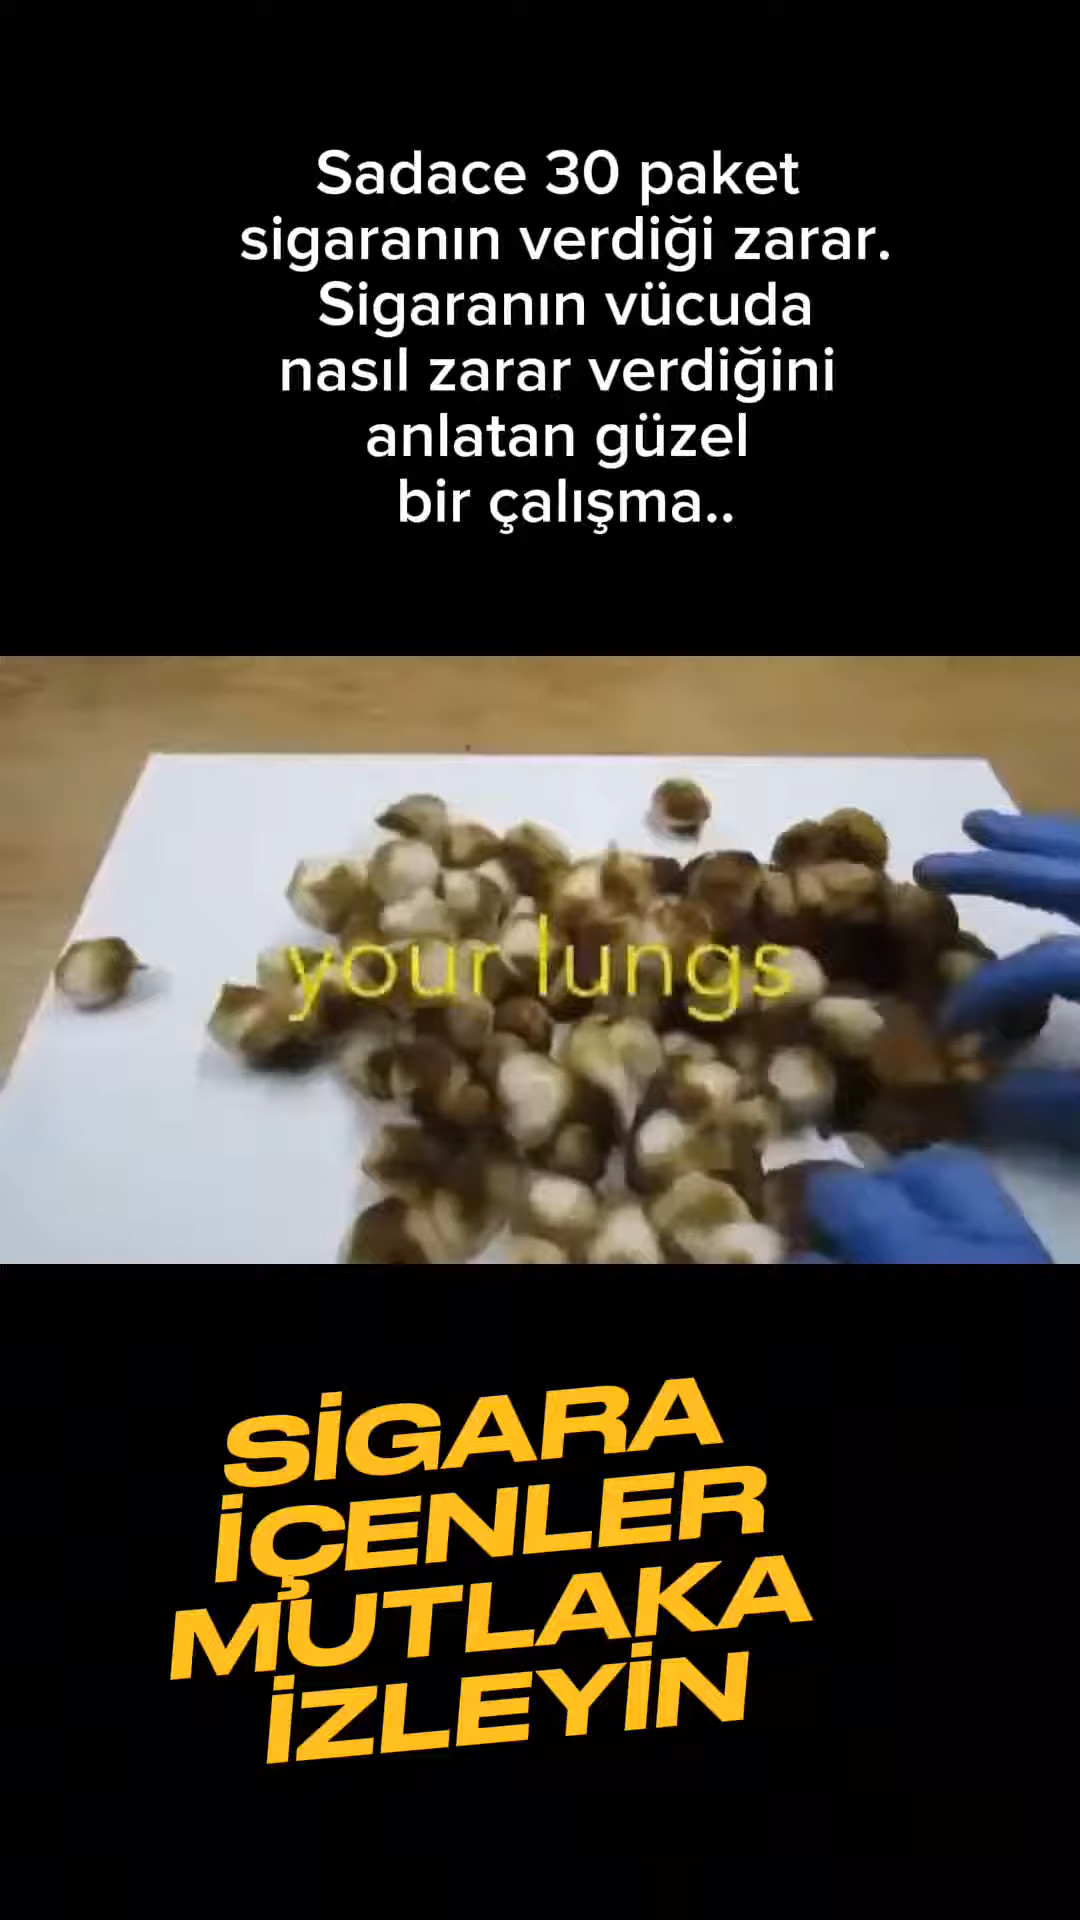 Sadace 30 paket
sigaranın verdiği zarar.
Sigaranın vücuda
nasıl zarar verdiğini
anlatan güzel
bir çalışma..
your lungs
SİGARA
İÇENLER
MUTLAKA
İZLEYİN